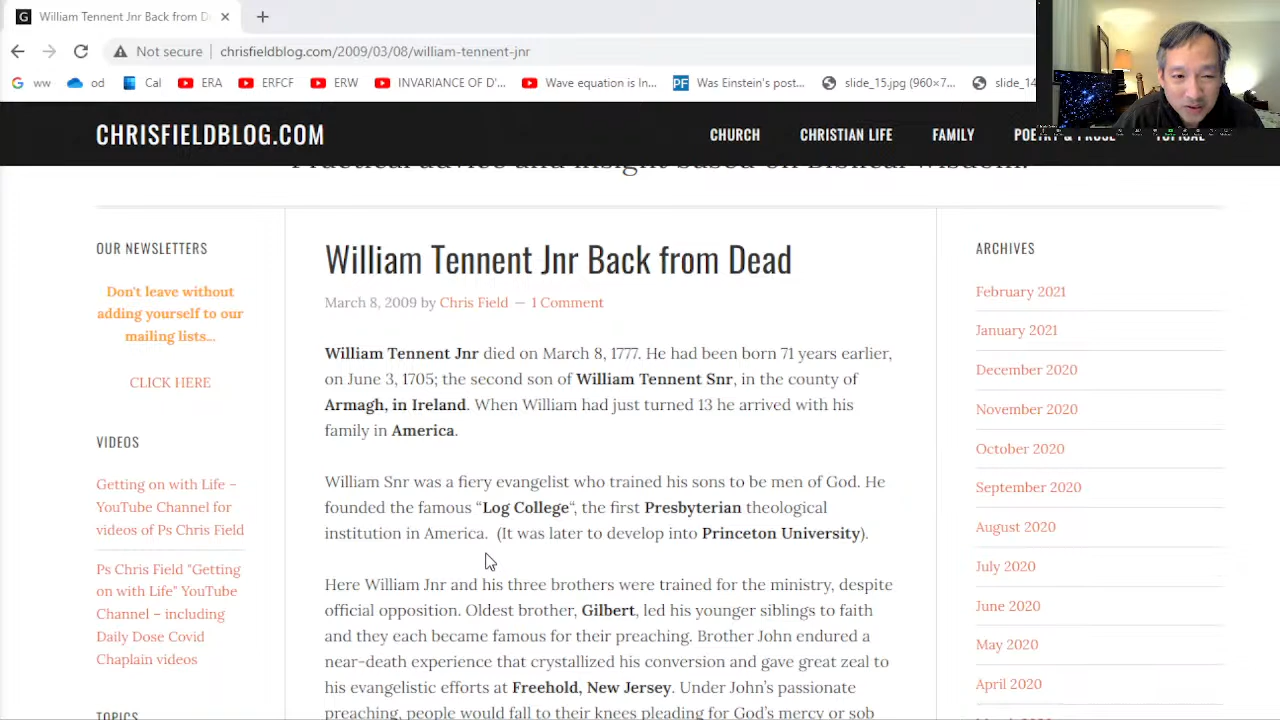 William Tennent Jnr Back from D
Not secure
chrisfieldblog.com/2009/03/08/william-tennent-jnr
ww
od
Cal
ERA
ERFCF
ERW
INVARIANCE OF D'...
Wave equation is In...
Was Einstein's post...
slide_15.jpg (960×7...
slide_14
CHRISFIELDBLOG.COM
CHURCH
CHRISTIAN LIFE
FAMILY
POETRY & PROSE
TOPICAL
Practical advice and insight based on Biblical wisdom.
OUR NEWSLETTERS
Don't leave without
adding yourself to our
mailing lists...
CLICK HERE
VIDEOS
Getting on with Life –
YouTube Channel for
videos of Ps Chris Field
Ps Chris Field "Getting
on with Life" YouTube
Channel – including
Daily Dose Covid
Chaplain videos
TOPICS
William Tennent Jnr Back from Dead
March 8, 2009 by Chris Field — 1 Comment
William Tennent Jnr died on March 8, 1777. He had been born 71 years earlier,
on June 3, 1705; the second son of William Tennent Snr, in the county of
Armagh, in Ireland. When William had just turned 13 he arrived with his
family in America.
William Snr was a fiery evangelist who trained his sons to be men of God. He
founded the famous “Log College“, the first Presbyterian theological
institution in America. (It was later to develop into Princeton University).
Here William Jnr and his three brothers were trained for the ministry, despite
official opposition. Oldest brother, Gilbert, led his younger siblings to faith
and they each became famous for their preaching. Brother John endured a
near-death experience that crystallized his conversion and gave great zeal to
his evangelistic efforts at Freehold, New Jersey. Under John’s passionate
preaching, people would fall to their knees pleading for God’s mercy or sob
ARCHIVES
February 2021
January 2021
December 2020
November 2020
October 2020
September 2020
August 2020
July 2020
June 2020
May 2020
April 2020